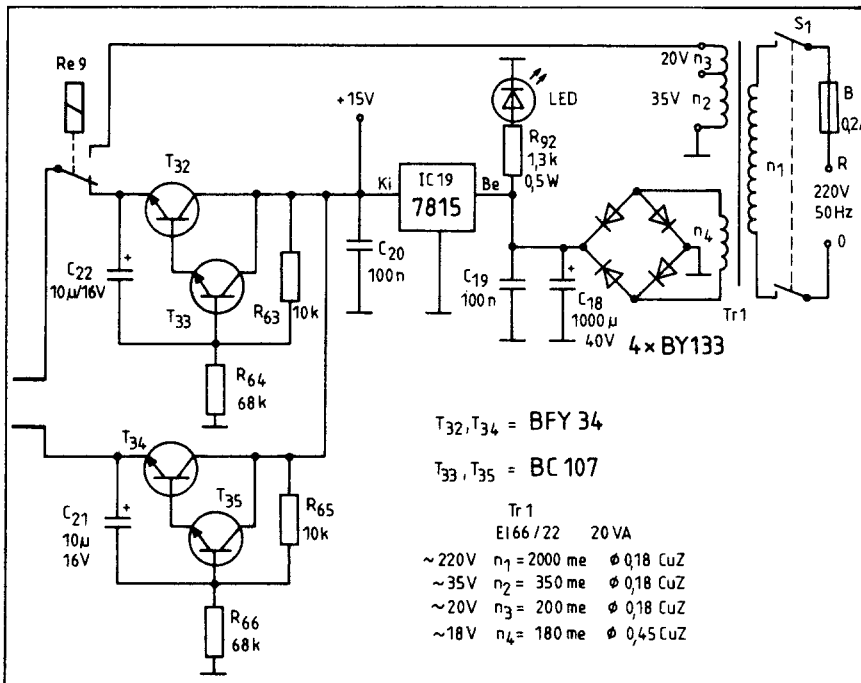 S1
Re 9
20V n3
35V n2
LED
B
0,2
+15V
R92
1,3k
0,5W
n1
R
220V
50Hz
0
T32
Ki
IC19
7815
Be
n4
C22
10µ/16V
T33
R63
10k
C20
100n
C19
100n
C18
1000µ
40V
Tr1
4×BY133
R64
68k
T32,T34 = BFY 34
T33,T35 = BC 107
T34
T35
C21
10µ
16V
R65
10k
R66
68k
Tr 1
EI66/22 20 VA
~220V n1 = 2000 me ϕ 0,18 CuZ
~35V n2 = 350 me ϕ 0,18 CuZ
~20V n3 = 200 me ϕ 0,18 CuZ
~18V n4 = 180 me ϕ 0,45 CuZ